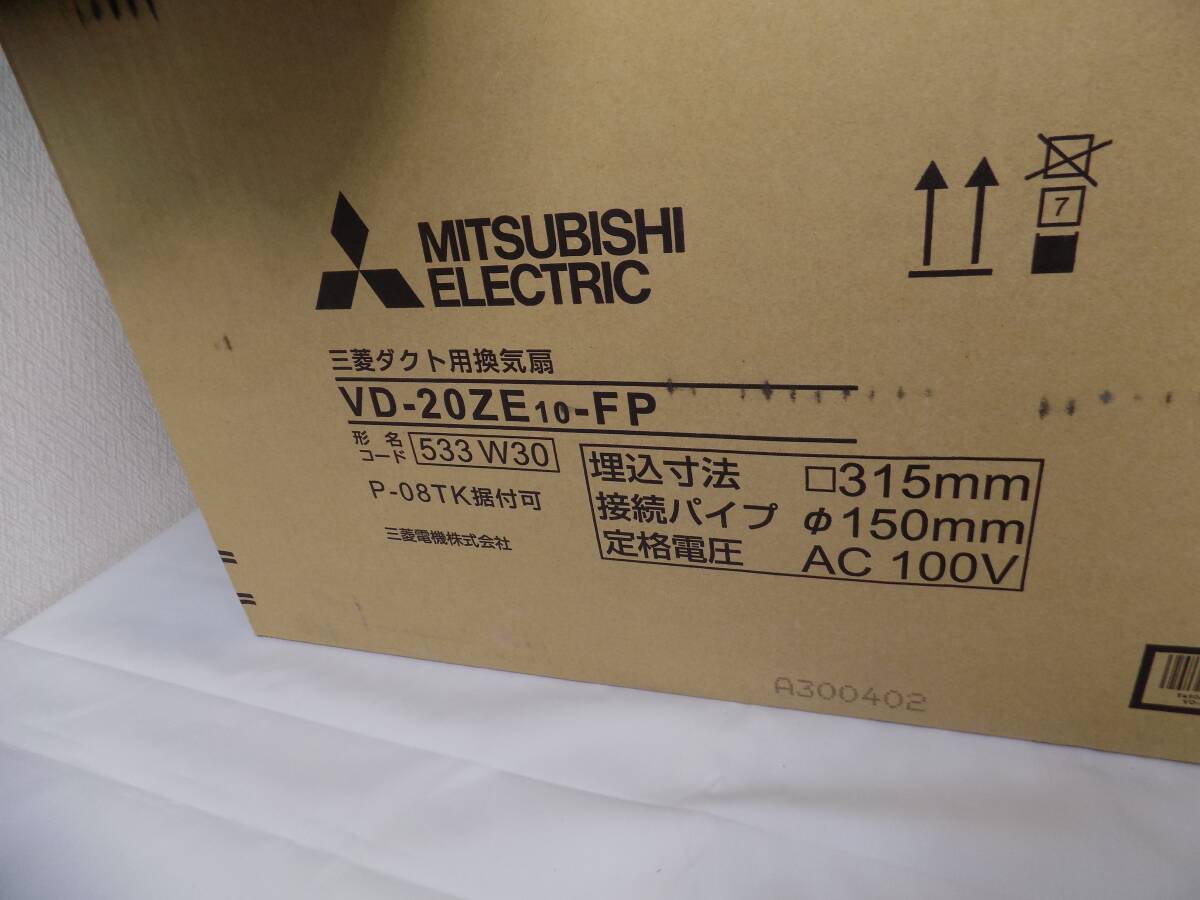 MITSUBISHI
ELECTRIC
7
三菱ダクト用換気扇
VD-20ZE10-FP
形名
コード 533 W30
P-08TK据付可
三菱電機株式会社
埋込寸法 □315mm
接続パイプ φ150mm
定格電圧 AC 100V
A300402